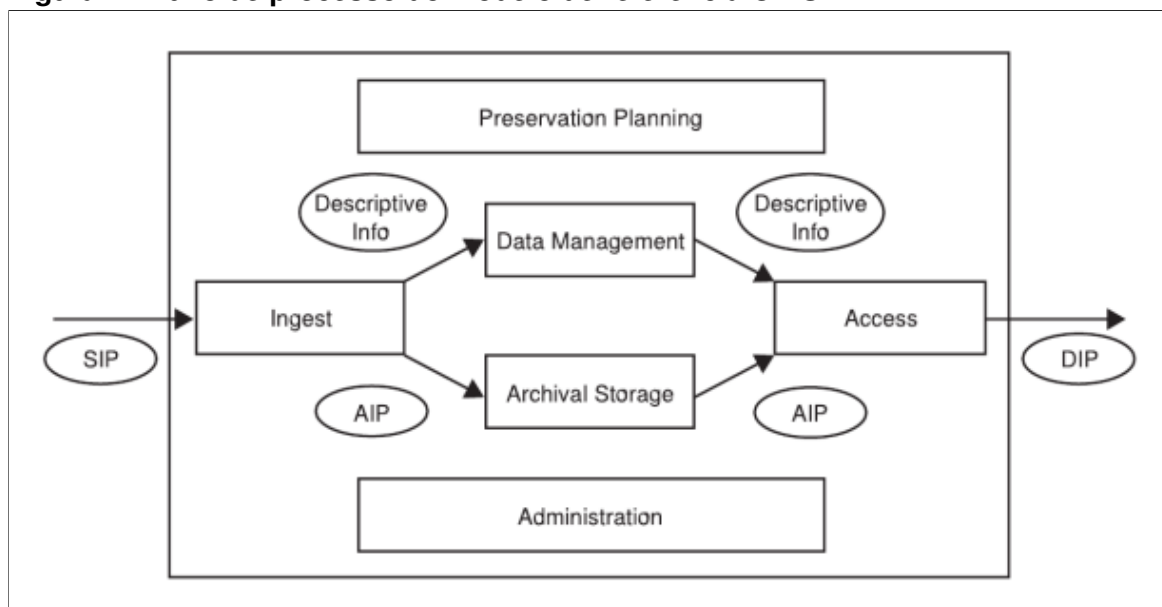 Preservation Planning
Descriptive
Info
Descriptive
Info
Data Management
Ingest
Access
SIP
DIP
Archival Storage
AIP
AIP
Administration